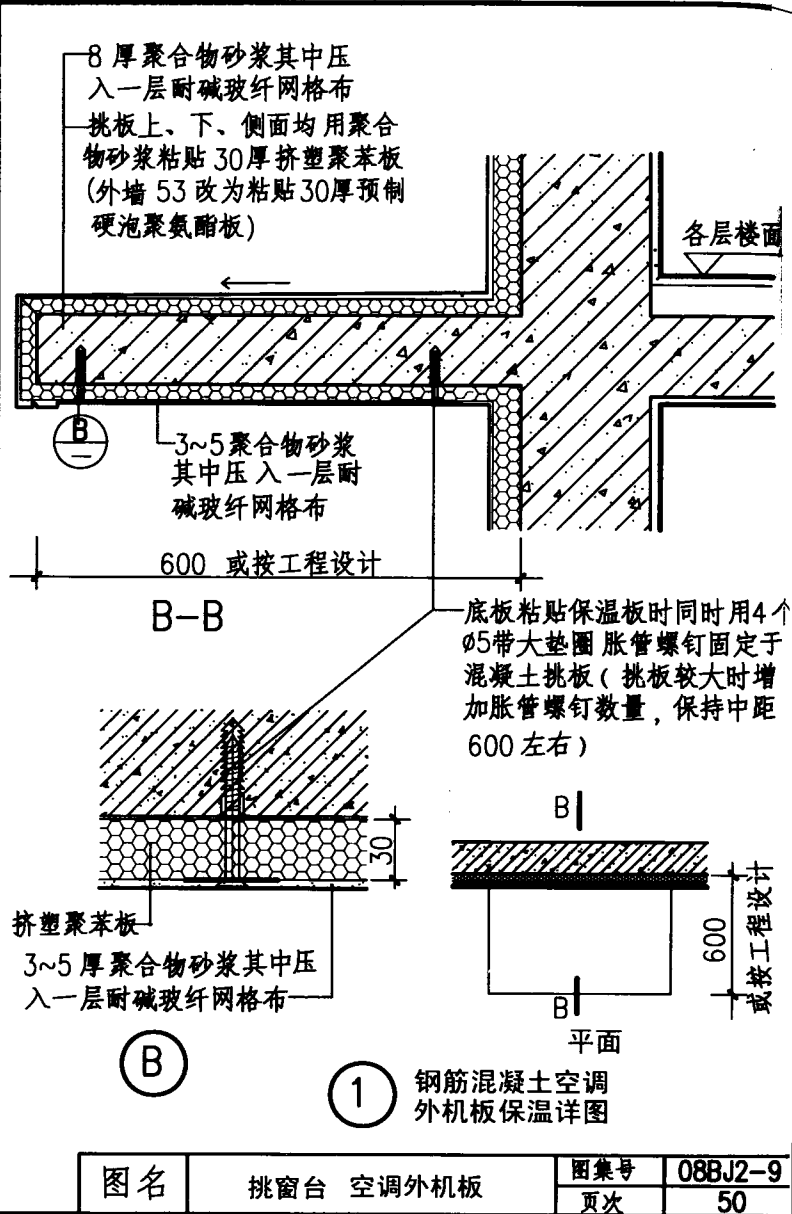 8 厚聚合物砂浆其中压
入一层耐碱玻纤网格布
挑板上、下、侧面均用聚合
物砂浆粘贴 30厚挤塑聚苯板
(外墙 53 改为粘贴30厚预制
硬泡聚氨酯板)
各层楼面
B
—
3~5聚合物砂浆
其中压入一层耐
碱玻纤网格布
600 或按工程设计
B-B
底板粘贴保温板时同时用4个
ø5带大垫圈胀管螺钉固定于
混凝土挑板(挑板较大时增
加胀管螺钉数量,保持中距
600左右)
30
挤塑聚苯板
3~5 厚聚合物砂浆其中压
入一层耐碱玻纤网格布
B
B
B
600
或按工程设计
平面
1
钢筋混凝土空调
外机板保温详图
图名
挑窗台 空调外机板
图集号
08BJ2-9
页次
50